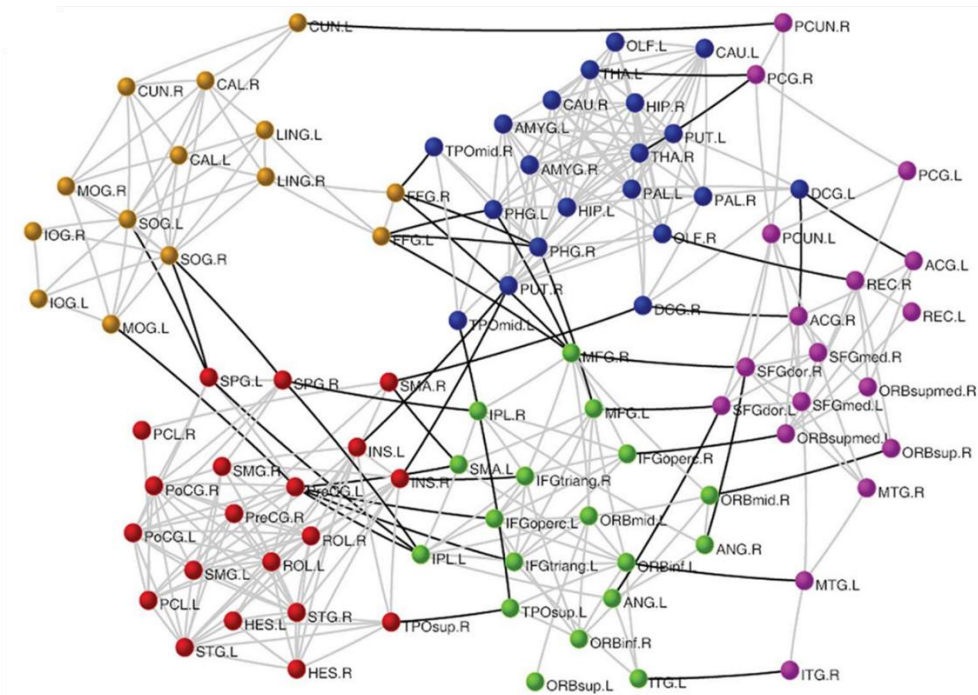 CUN.L
PCUN.R
OLF.L
CAU.L
THA.L
PCG.R
CUN.R
CAL.R
CAU.R
HIP.R
AMYG.L
LING.L
PUT.L
TPOmid.R
THA.R
CAL.L
AMYG.R
PCG.L
LING.R
MOG.R
FFG.R
PAL.L
PAL.R
DCG.L
PHG.L
HIP.L
SOG.L
IOG.R
FFG.L
OLF.R
PCUN.L
PHG.R
SOG.R
ACG.L
REC.R
PUT.R
IOG.L
DCG.R
REC.L
ACG.R
MOG.L
TPOmid.L
MFG.R
SFGmed.R
SFGdor.R
SPG.L
SPG.R
SMA.R
ORBsupmed.R
SFGmed.L
SFGdor.L
MFG.L
IPL.R
PCL.R
ORBsupmed.L
INS.L
ORBsup.R
IFGoperc.R
SMG.R
SMA.L
INS.R
IFGtriang.R
PoCG.R
PreCG.L
MTG.R
ORBmid.R
PreCG.R
IFGoperc.L
ORBmid.L
PoCG.L
ROL.R
ANG.R
IPL.L
ROL.L
IFGtriang.L
ORBinf.L
SMG.L
MTG.L
PCL.L
ANG.L
TPOsup.L
STG.R
HES.L
TPOsup.R
ORBinf.R
STG.L
HES.R
ITG.R
ORBsup.L
ITG.L